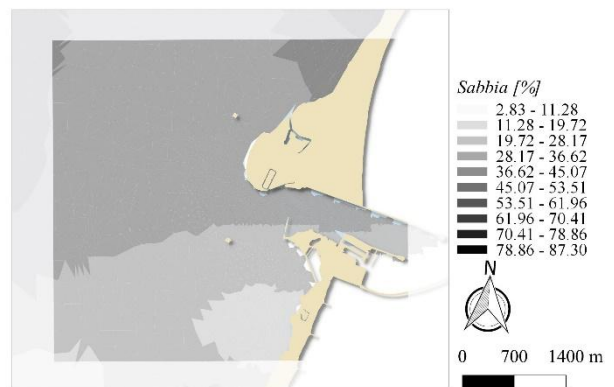 Sabbia [%]
2.83 - 11.28
11.28 - 19.72
19.72 - 28.17
28.17 - 36.62
36.62 - 45.07
45.07 - 53.51
53.51 - 61.96
61.96 - 70.41
70.41 - 78.86
78.86 - 87.30
N
0 700 1400 m